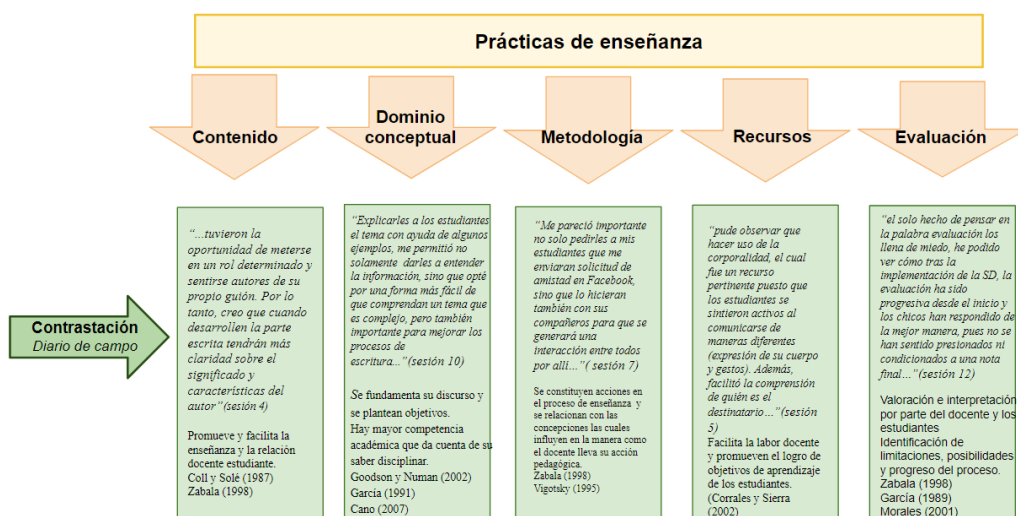 Prácticas de enseñanza
Contenido
Dominio
conceptual
Metodología
Recursos
Evaluación
Contrastación
Diario de campo
“...tuvieron la
oportunidad de meterse
en un rol determinado y
sentirse autores de su
propio guión. Por lo
tanto, creo que cuando
desarrollen la parte
escrita tendrán más
claridad sobre el
significado y
características del
autor”(sesión 4)
Promueve y facilita la
enseñanza y la relación
docente estudiante.
Coll y Solé (1987)
Zabala (1998)
“Explicarles a los estudiantes
el tema con ayuda de algunos
ejemplos, me permitió no
solamente darles a entender
la información, sino que opté
por una forma más fácil de
que comprendan un tema que
es complejo, pero también
importante para mejorar los
procesos de
escritura...”(sesión 10)
Se fundamenta su discurso y
se plantean objetivos.
Hay mayor competencia
académica que da cuenta de su
saber disciplinar.
Goodson y Numan (2002)
García (1991)
Cano (2007)
“Me pareció importante
no solo pedirles a mis
estudiantes que me
enviaran solicitud de
amistad en Facebook,
sino que lo hicieran
también con sus
compañeros para que se
generará una
interacción entre todos
por allí...”( sesión 7)
Se constituyen acciones en
el proceso de enseñanza y
se relacionan con las
concepciones las cuales
influyen en la manera como
el docente lleva su acción
pedagógica.
Zabala (1998)
Vigotsky (1995)
“pude observar que
hacer uso de la
corporalidad, el cual
fue un recurso
pertinente puesto que
los estudiantes se
sintieron activos al
comunicarse de
maneras diferentes
(expresión de su cuerpo
y gestos). Además,
facilitó la comprensión
de quién es el
destinatario...”(sesión
5)
Facilita la labor docente
y promueven el logro de
objetivos de aprendizaje
de los estudiantes.
(Corrales y Sierra
(2002)
“el solo hecho de pensar en
la palabra evaluación los
llena de miedo, he podido
ver cómo tras la
implementación de la SD, la
evaluación ha sido
progresiva desde el inicio y
los chicos han respondido de
la mejor manera, pues no se
han sentido presionados ni
condicionados a una nota
final...”(sesión 12)
Valoración e interpretación
por parte del docente y los
estudiantes
Identificación de
limitaciones, posibilidades
y progreso del proceso.
Zabala (1998)
García (1989)
Morales (2001)